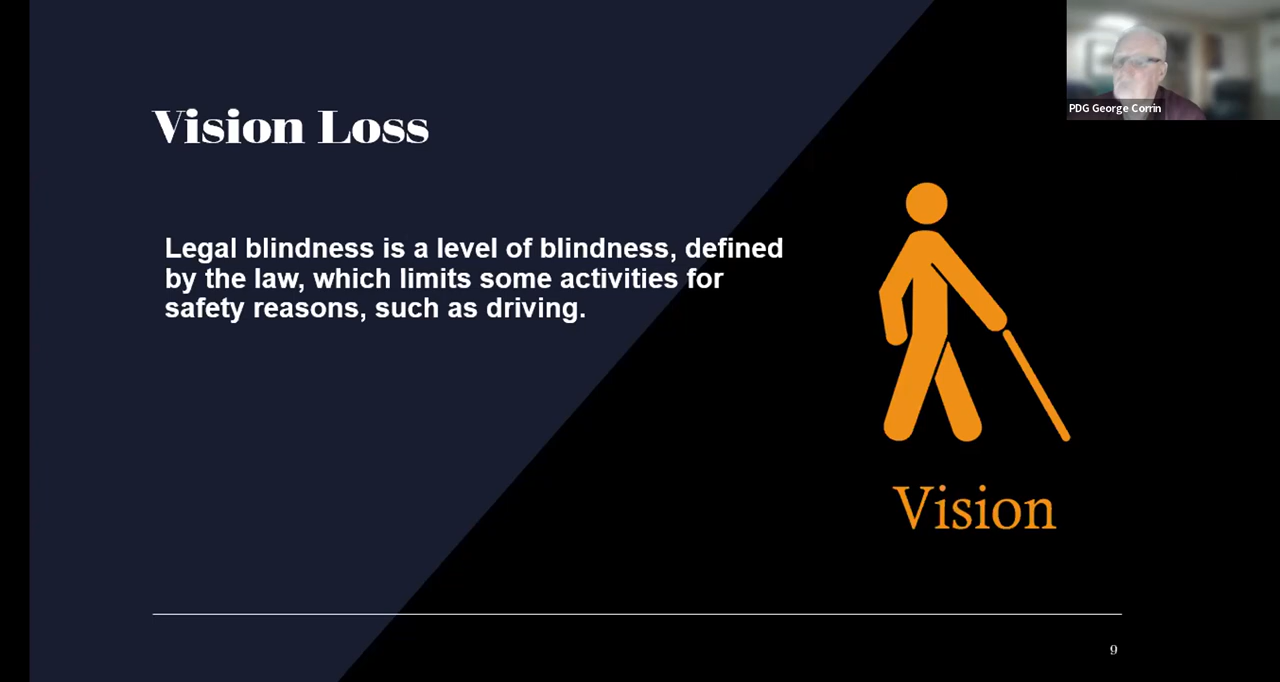 PDG George Corrin
Vision Loss
Legal blindness is a level of blindness, defined
by the law, which limits some activities for
safety reasons, such as driving.
Vision
9